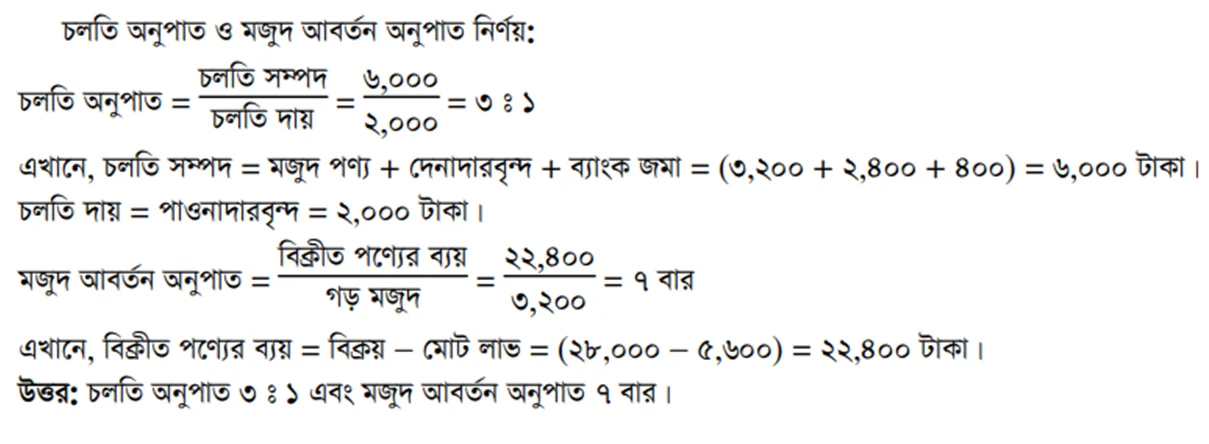 চলতি অনুপাত ও মজুদ আবর্তন অনুপাত নির্ণয়:
চলতি অনুপাত = চলতি সম্পদ / চলতি দায় = ৬,০০০ / ২,০০০ = ৩ ঃ ১
এখানে, চলতি সম্পদ = মজুদ পণ্য + দেনাদারবৃন্দ + ব্যাংক জমা = (৩,২০০ + ২,৪০০ + ৪০০) = ৬,০০০ টাকা।
চলতি দায় = পাওনাদারবৃন্দ = ২,০০০ টাকা।
মজুদ আবর্তন অনুপাত = বিক্রীত পণ্যের ব্যয় / গড় মজুদ = ২২,৪০০ / ৩,২০০ = ৭ বার
এখানে, বিক্রীত পণ্যের ব্যয় = বিক্রয় – মোট লাভ = (২৮,০০০ – ৫,৬০০) = ২২,৪০০ টাকা।
উত্তর: চলতি অনুপাত ৩ ঃ ১ এবং মজুদ আবর্তন অনুপাত ৭ বার।